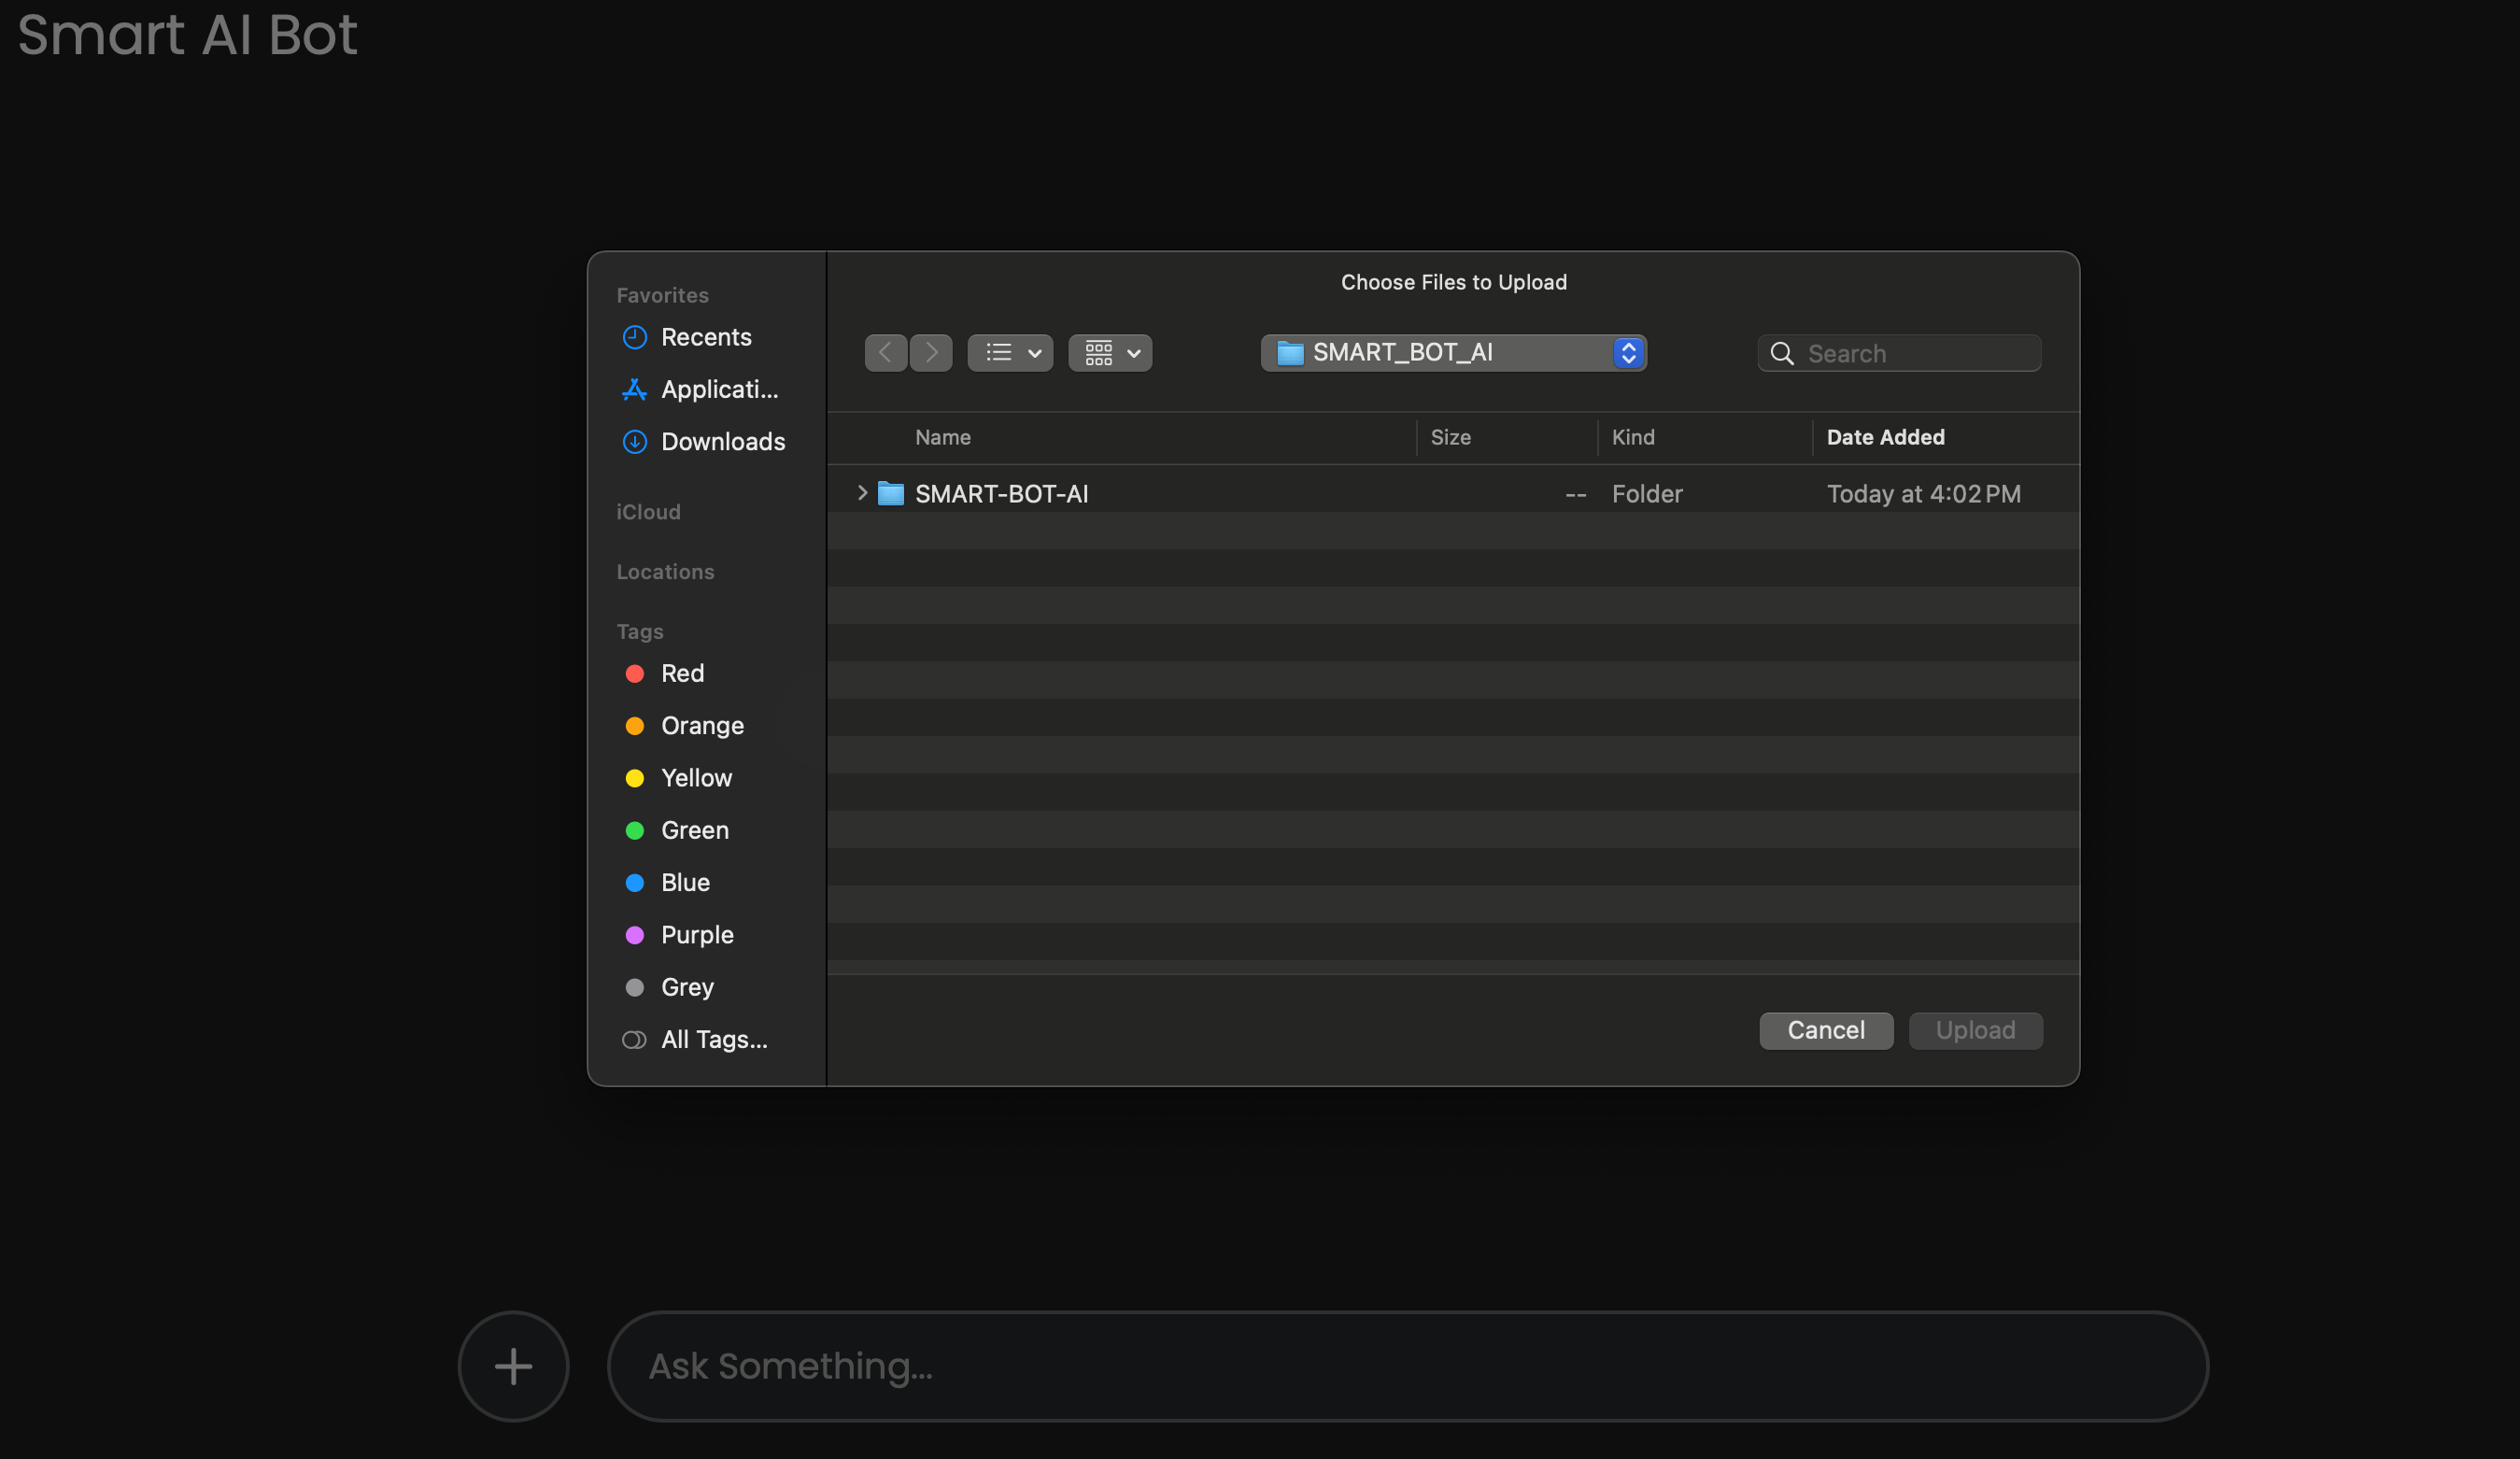 Smart AI Bot
Choose Files to Upload
Favorites
Recents
Applicati...
Downloads
iCloud
Locations
Tags
Red
Orange
Yellow
Green
Blue
Purple
Grey
All Tags...
SMART_BOT_AI
Search
Name Size Kind Date Added
SMART-BOT-AI -- Folder Today at 4:02 PM
Cancel Upload
Ask Something...